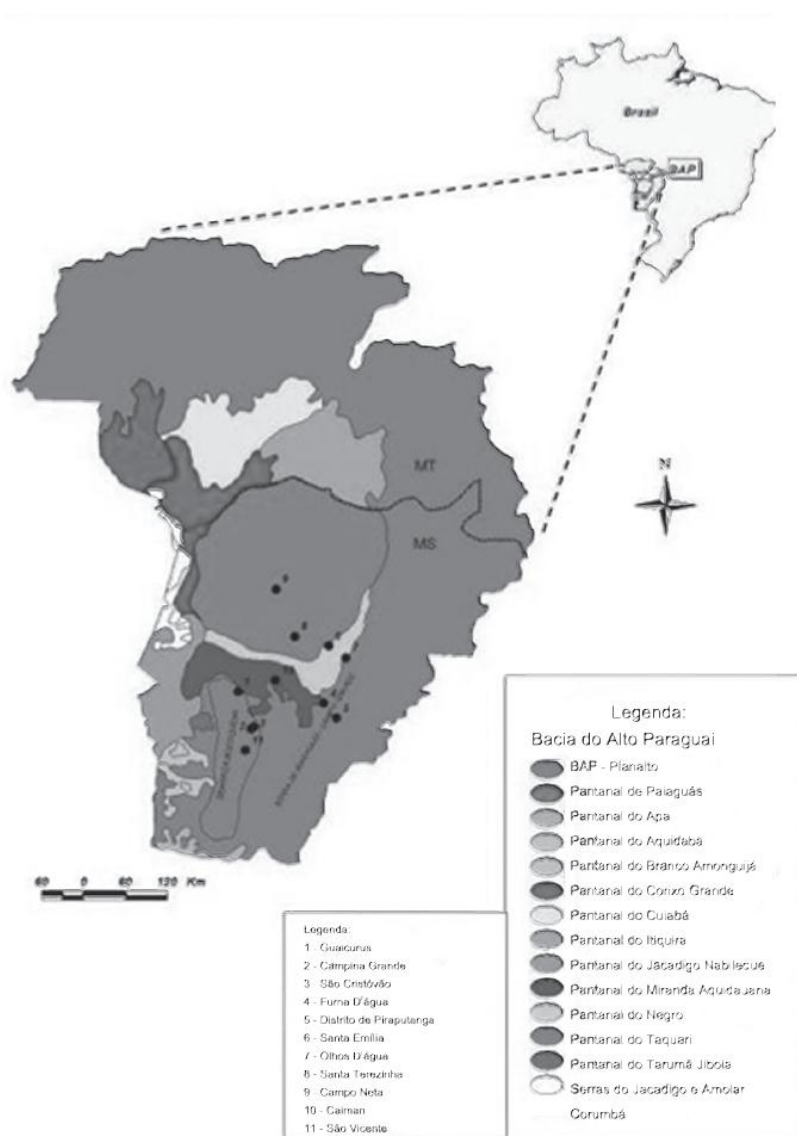 Brasil
BAP
MT
N
MS
60 0 60 120 Km
Legenda:
Bacia do Alto Paraguai
BAP - Planalto
Pantanal de Paiaguás
Pantanal do Apa
Pantanal do Aquidabã
Pantanal do Branco Amonguijá
Pantanal do Corixo Grande
Pantanal do Cuiabá
Pantanal do Itiquira
Pantanal do Jacadigo Nabileque
Pantanal do Miranda Aquidauana
Pantanal do Negro
Pantanal do Taquari
Pantanal do Tarumã Jibóia
Serras do Jacadigo e Amolar
Corumbá
Legenda:
1 - Guaicurus
2 - Campina Grande
3 - São Cristóvão
4 - Furna D'água
5 - Distrito de Piraputanga
6 - Santa Emília
7 - Olhos D'água
8 - Santa Terezinha
9 - Campo Neta
10 - Caiman
11 - São Vicente